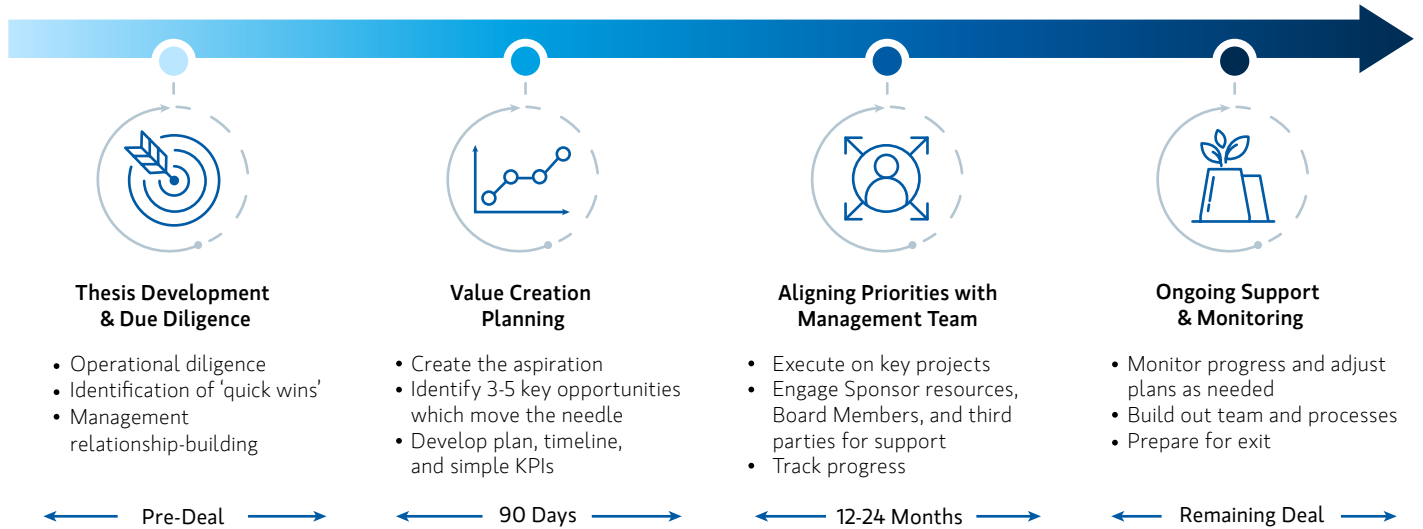 Thesis Development
& Due Diligence
• Operational diligence
• Identification of ‘quick wins’
• Management
relationship-building
Pre-Deal
Value Creation
Planning
• Create the aspiration
• Identify 3-5 key opportunities
which move the needle
• Develop plan, timeline,
and simple KPIs
90 Days
Aligning Priorities with
Management Team
• Execute on key projects
• Engage Sponsor resources,
Board Members, and third
parties for support
• Track progress
12-24 Months
Ongoing Support
& Monitoring
• Monitor progress and adjust
plans as needed
• Build out team and processes
• Prepare for exit
Remaining Deal